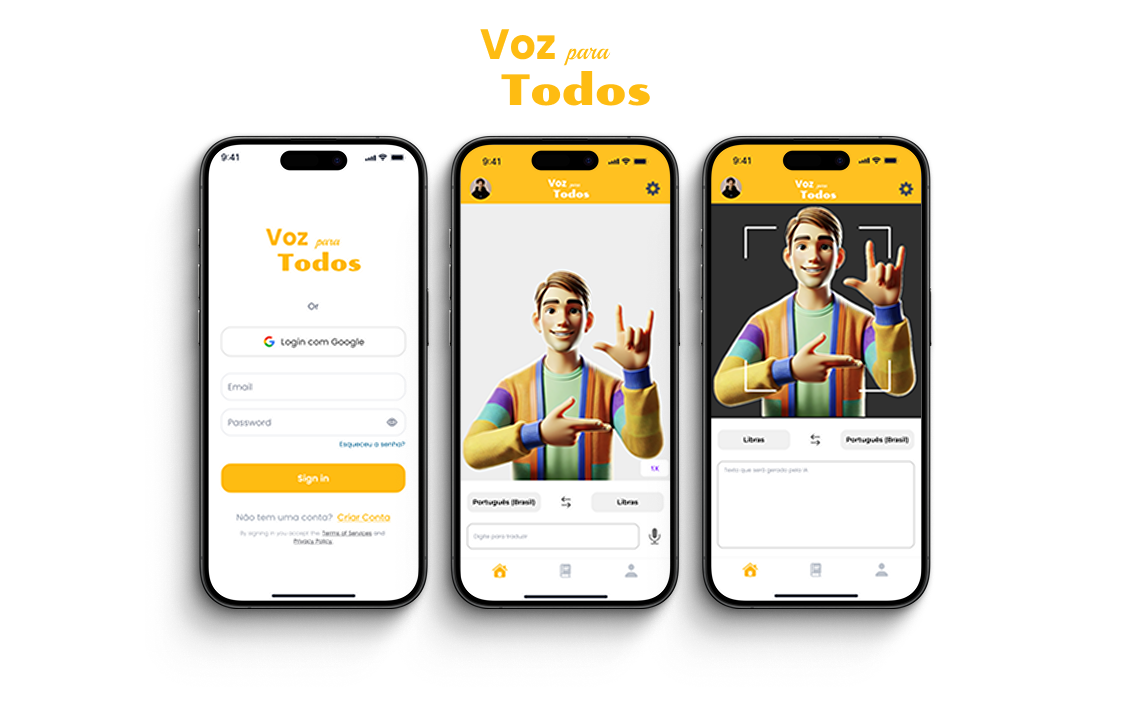 Voz para
Todos
9:41
Voz para
Todos
Or
Login com Google
Email
Password
Esqueceu a senha?
Sign in
Não tem uma conta? Criar Conta
By signing in you accept the Terms of Services and
Privacy Policy.
9:41
Voz para
Todos
1X
Português (Brasil)
Libras
Digite para traduzir
9:41
Voz para
Todos
Libras
Português (Brasil)
Texto que será gerado pela IA